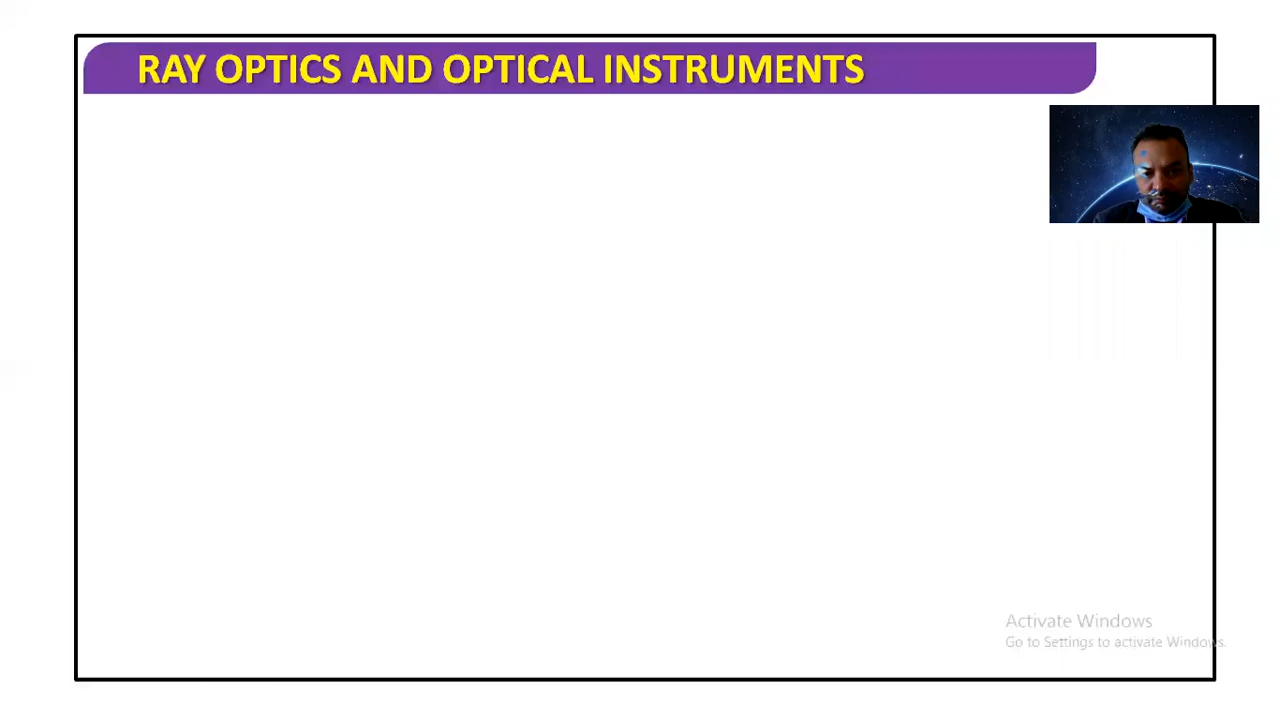 RAY OPTICS AND OPTICAL INSTRUMENTS
Activate Windows
Go to Settings to activate Windows.